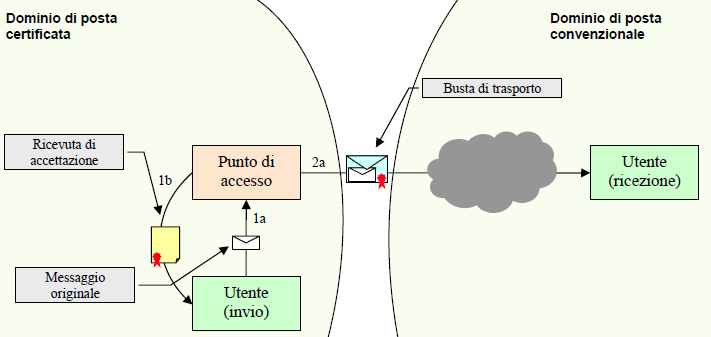 Dominio di posta
certificata
Dominio di posta
convenzionale
Busta di trasporto
Ricevuta di
accettazione
1b
Punto di
accesso
2a
Utente
(ricezione)
1a
Messaggio
originale
Utente
(invio)